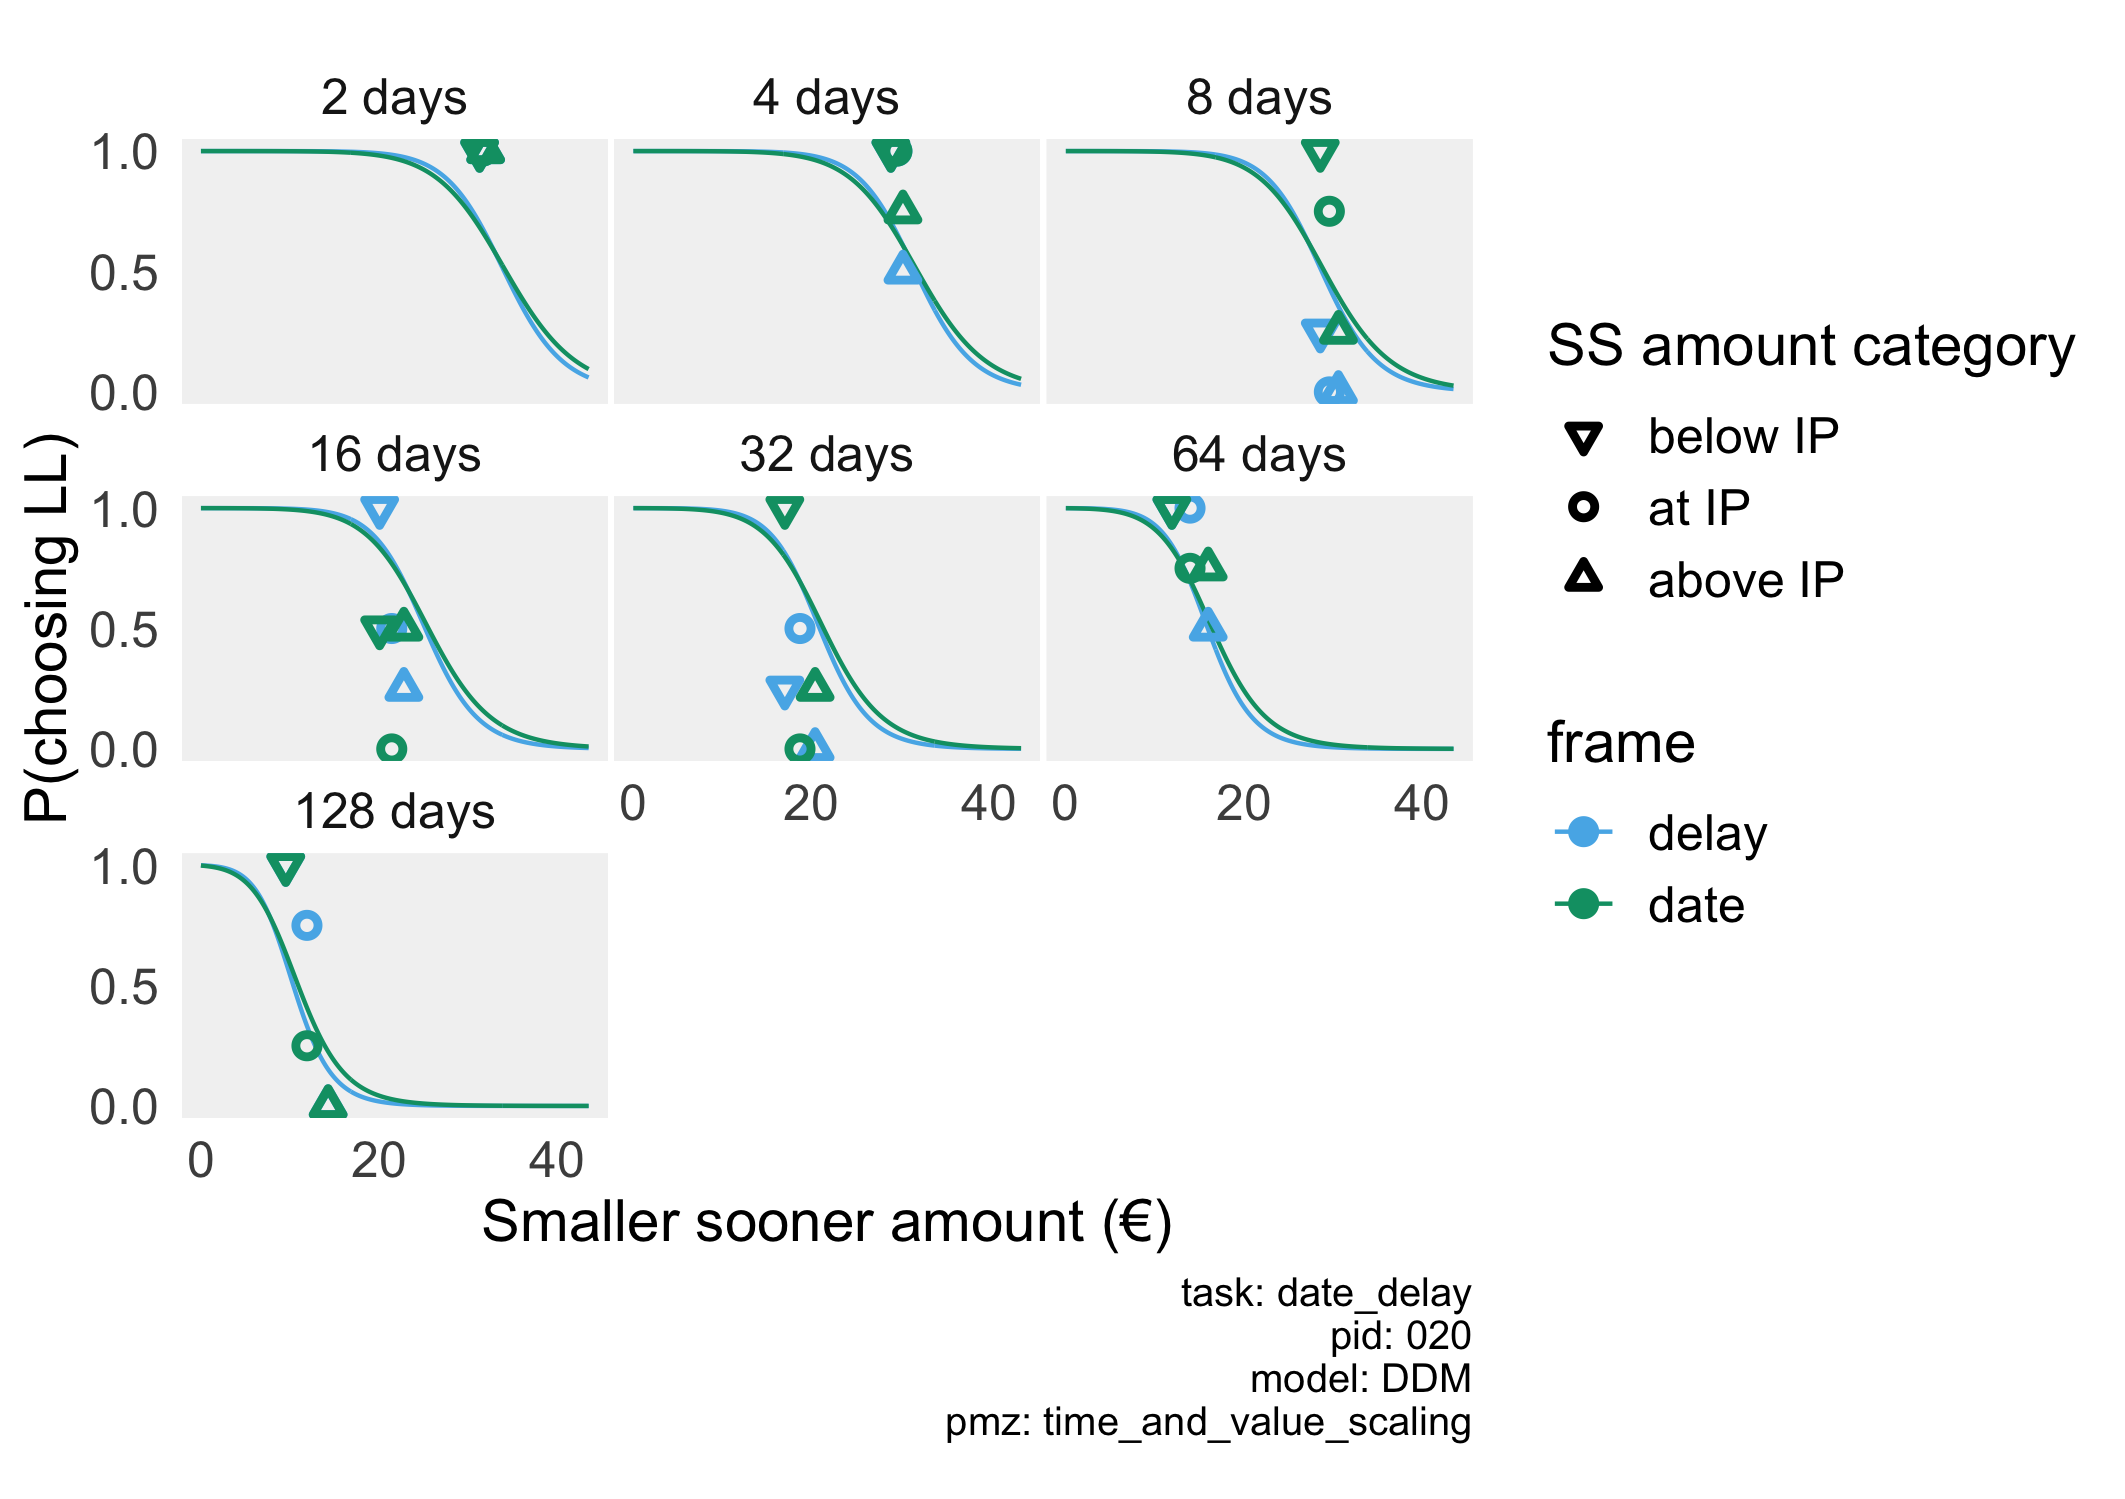 2 days
4 days
8 days
1.0
0.5
0.0
16 days
32 days
64 days
1.0
0.5
0.0
0
20
40
0
20
40
128 days
1.0
0.5
0.0
0
20
40
P(choosing LL)
Smaller sooner amount (€)
SS amount category
below IP
at IP
above IP
frame
delay
date
task: date_delay
pid: 020
model: DDM
pmz: time_and_value_scaling